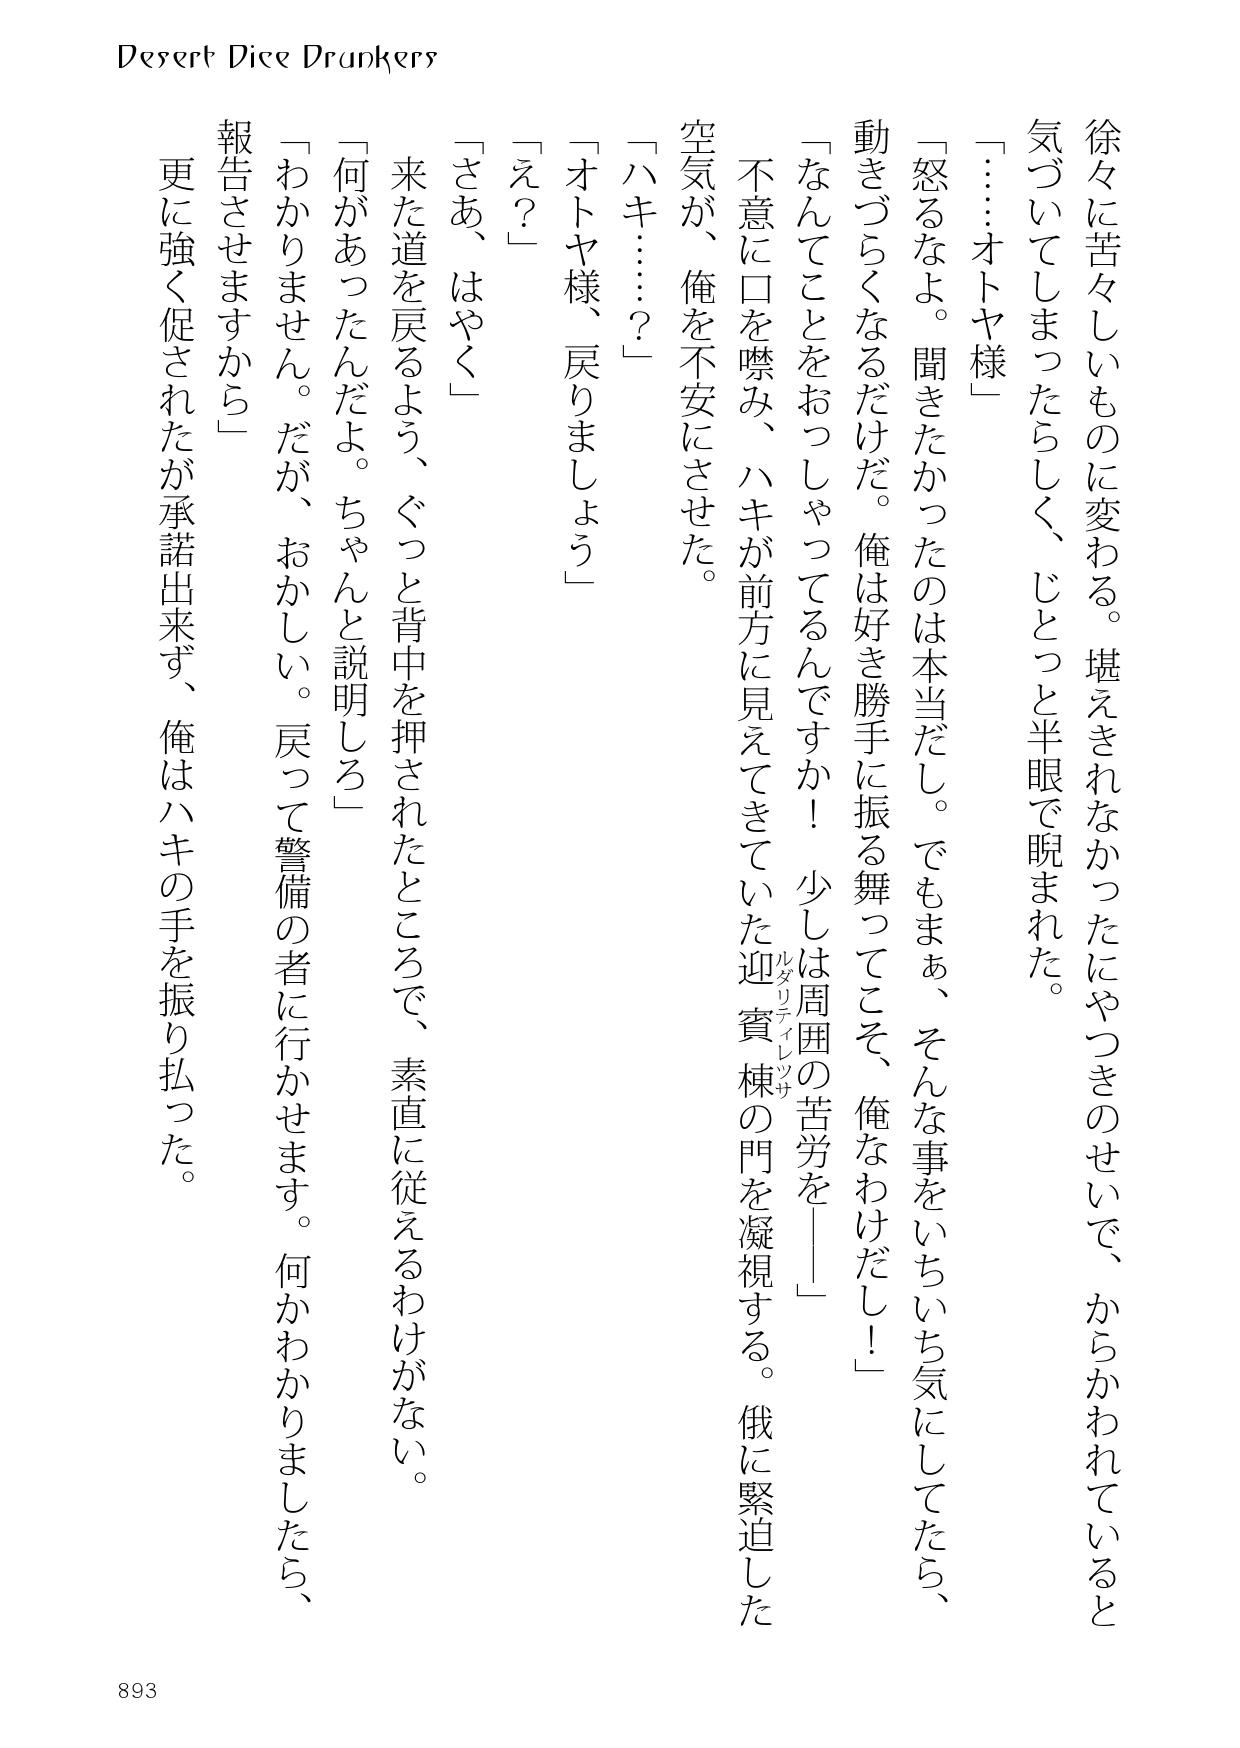 Desert Dice Drunkers
徐々に苦々しいものに変わる。堪えきれなかったにやつきのせいで、からかわれていると
気づいてしまったらしく、じとっと半眼で睨まれた。
「……オトヤ様」
「怒るなよ。聞きたかったのは本当だし。でもまぁ、そんな事をいちいち気にしてたら、
動きづらくなるだけだ。俺は好き勝手に振る舞ってこそ、俺なわけだし！」
「なんてことをおっしゃってるんですか！　少しは周囲の苦労を――」
　不意に口を噤み、ハキが前方に見えてきていた迎賓棟の門を凝視する。俄に緊迫した
ルダリティレッサ
空気が、俺を不安にさせた。
「ハキ……？」
「オトヤ様、戻りましょう」
「え？」
「さあ、はやく」
　来た道を戻るよう、ぐっと背中を押されたところで、素直に従えるわけがない。
「何があったんだよ。ちゃんと説明しろ」
「わかりません。だが、おかしい。戻って警備の者に行かせます。何かわかりましたら、
報告させますから」
　更に強く促されたが承諾出来ず、俺はハキの手を振り払った。
893